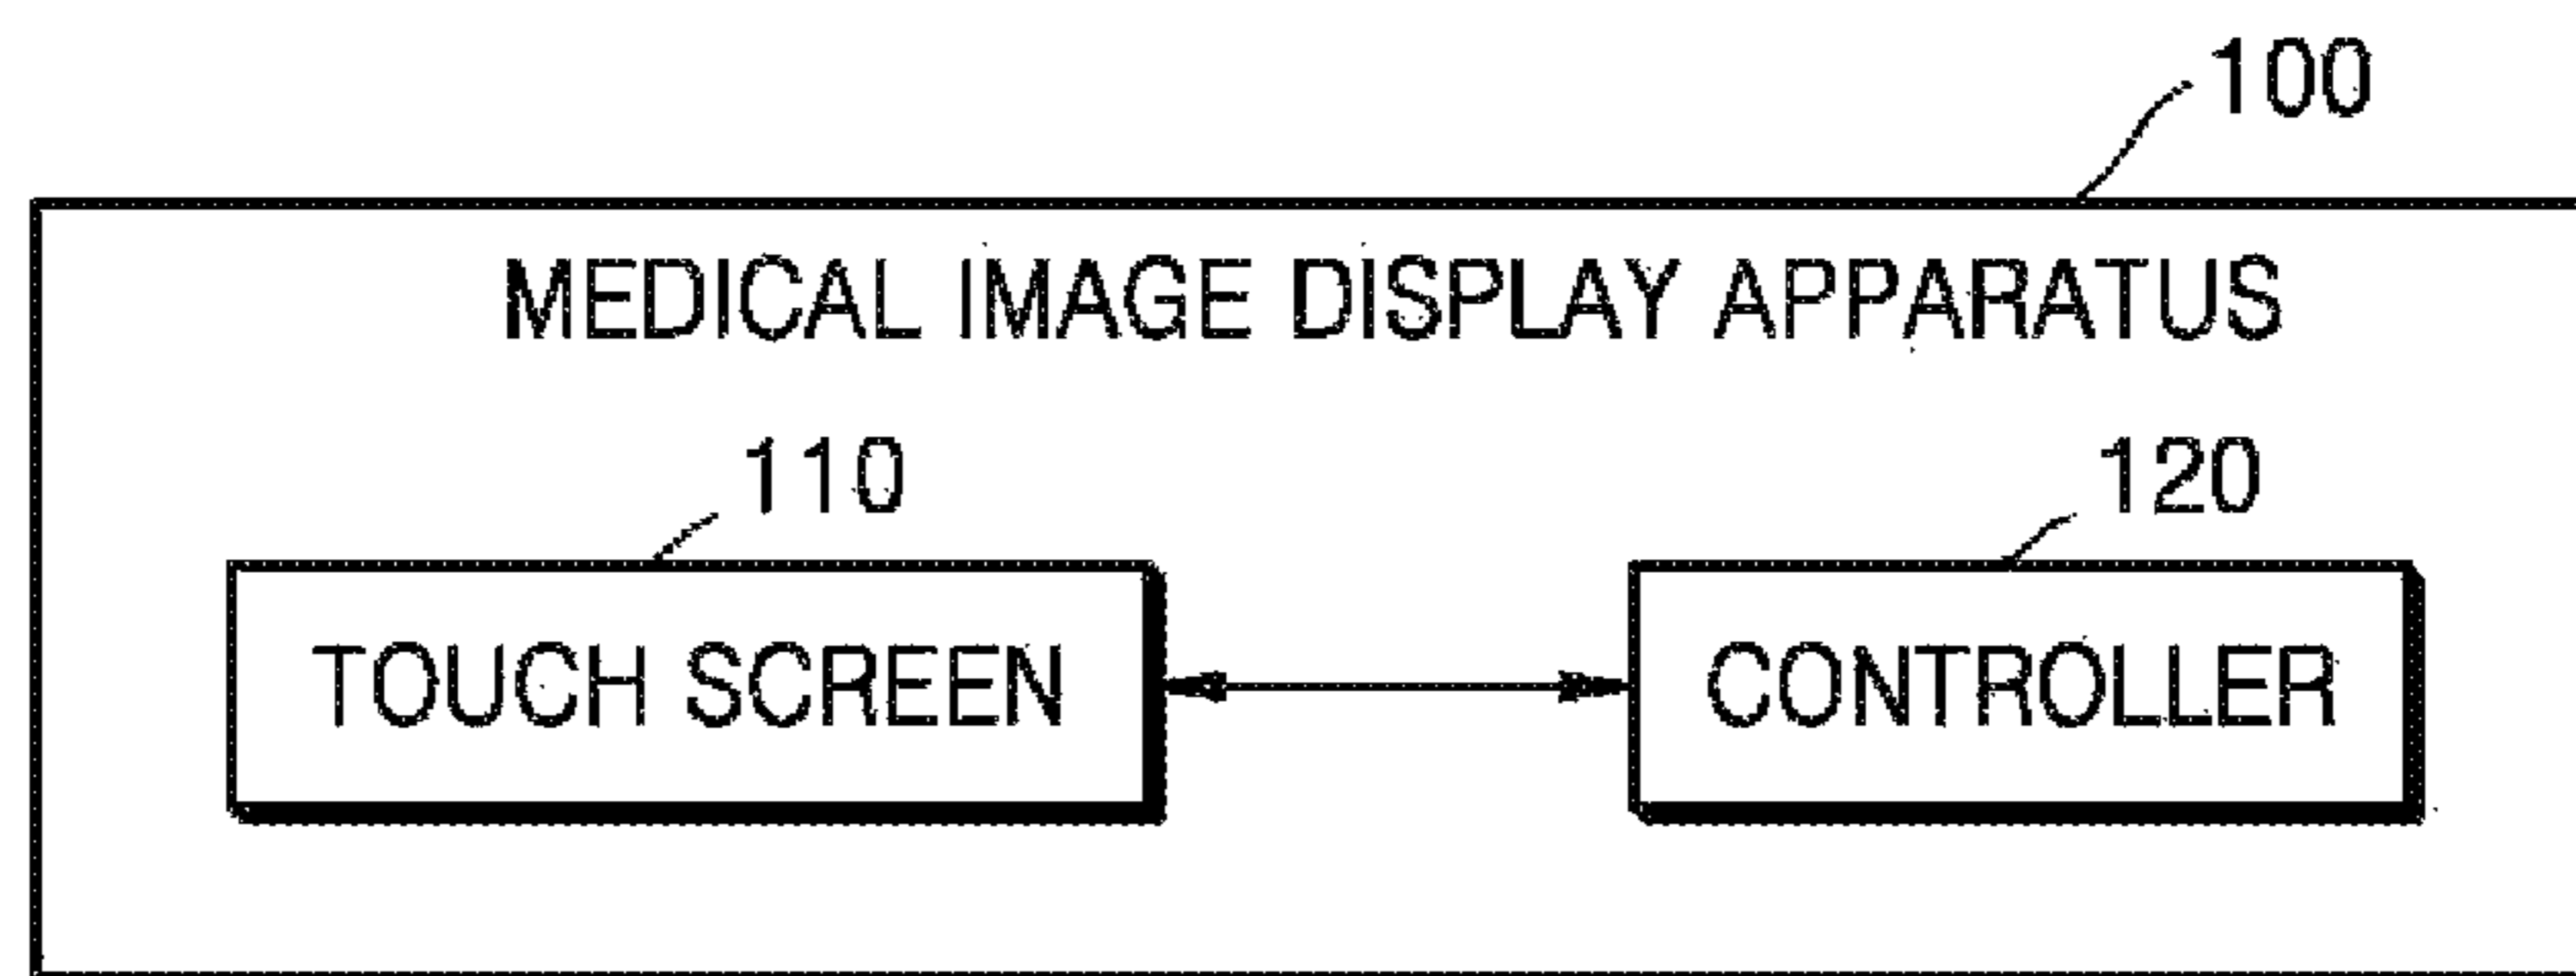 100
MEDICAL IMAGE DISPLAY APPARATUS
110
120
TOUCH SCREEN
CONTROLLER